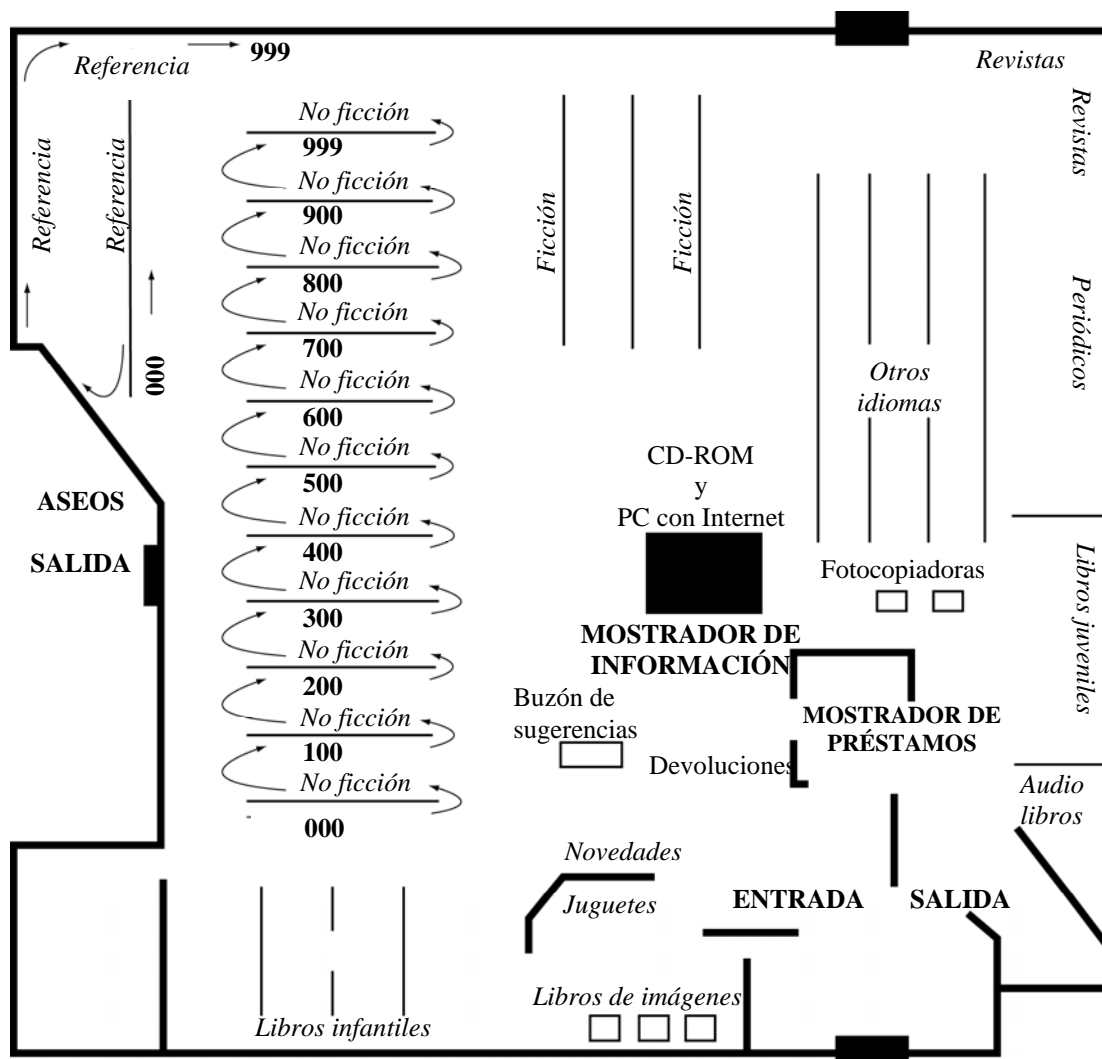 999
Referencia
Revistas
Revistas
Referencia
Referencia
No ficción
999
No ficción
900
No ficción
800
No ficción
700
No ficción
600
No ficción
500
No ficción
400
No ficción
300
No ficción
200
No ficción
100
No ficción
000
000
Ficción
Ficción
Periódicos
Otros
idiomas
ASEOS
SALIDA
CD-ROM
y
PC con Internet
Fotocopiadoras
Libros juveniles
MOSTRADOR DE
INFORMACIÓN
Buzón de
sugerencias
MOSTRADOR DE
PRÉSTAMOS
Devoluciones
Audio
libros
Novedades
Juguetes
ENTRADA
SALIDA
Libros de imágenes
Libros infantiles